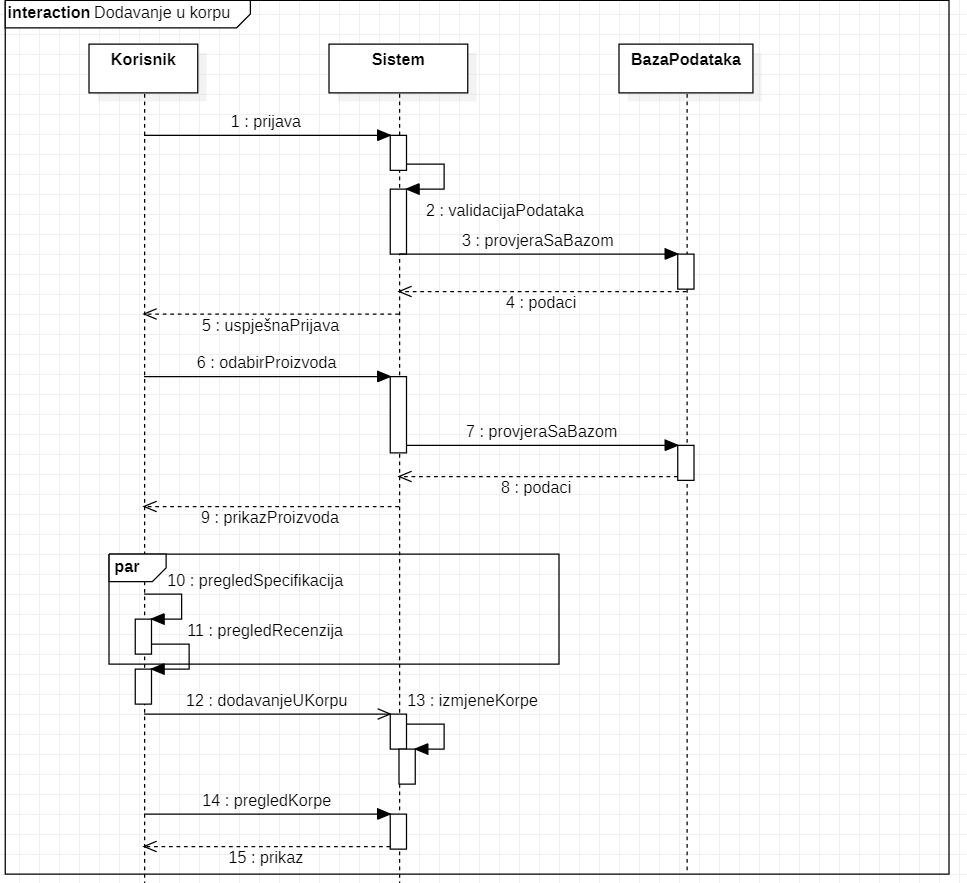 interaction Dodavanje u korpu
Korisnik
Sistem
BazaPodataka
1 : prijava
2 : validacijaPodataka
3 : provjeraSaBazom
4 : podaci
5 : uspješnaPrijava
6 : odabirProizvoda
7 : provjeraSaBazom
8 : podaci
9 : prikazProizvoda
par
10 : pregledSpecifikacija
11 : pregledRecenzija
12 : dodavanjeUKorpu
13 : izmjeneKorpe
14 : pregledKorpe
15 : prikaz